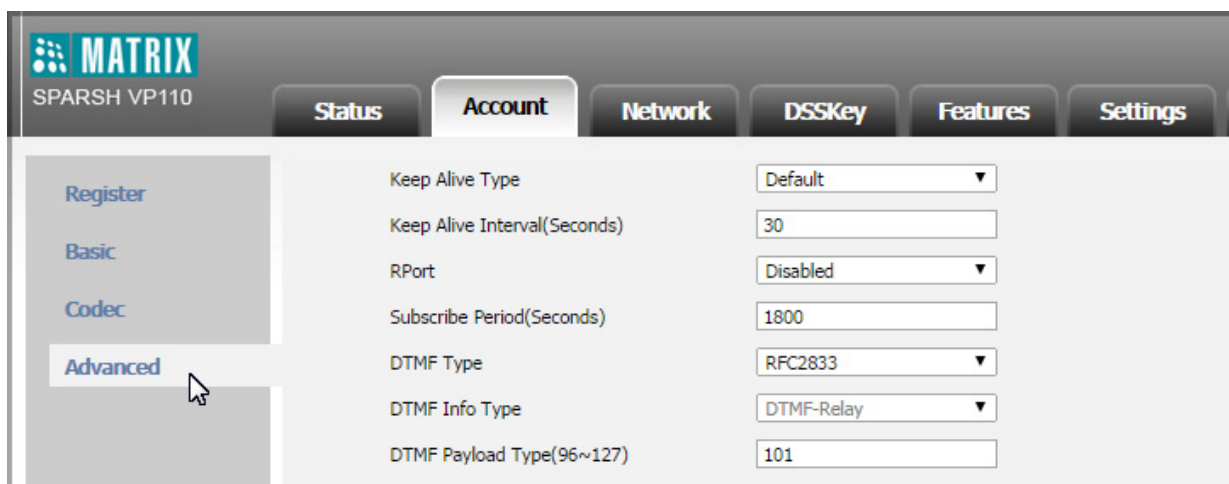 MATRIX
SPARSH VP110
Status Account Network DSSKey Features Settings
Register
Basic
Codec
Advanced
Keep Alive Type Default
Keep Alive Interval(Seconds) 30
RPort Disabled
Subscribe Period(Seconds) 1800
DTMF Type RFC2833
DTMF Info Type DTMF-Relay
DTMF Payload Type(96~127) 101